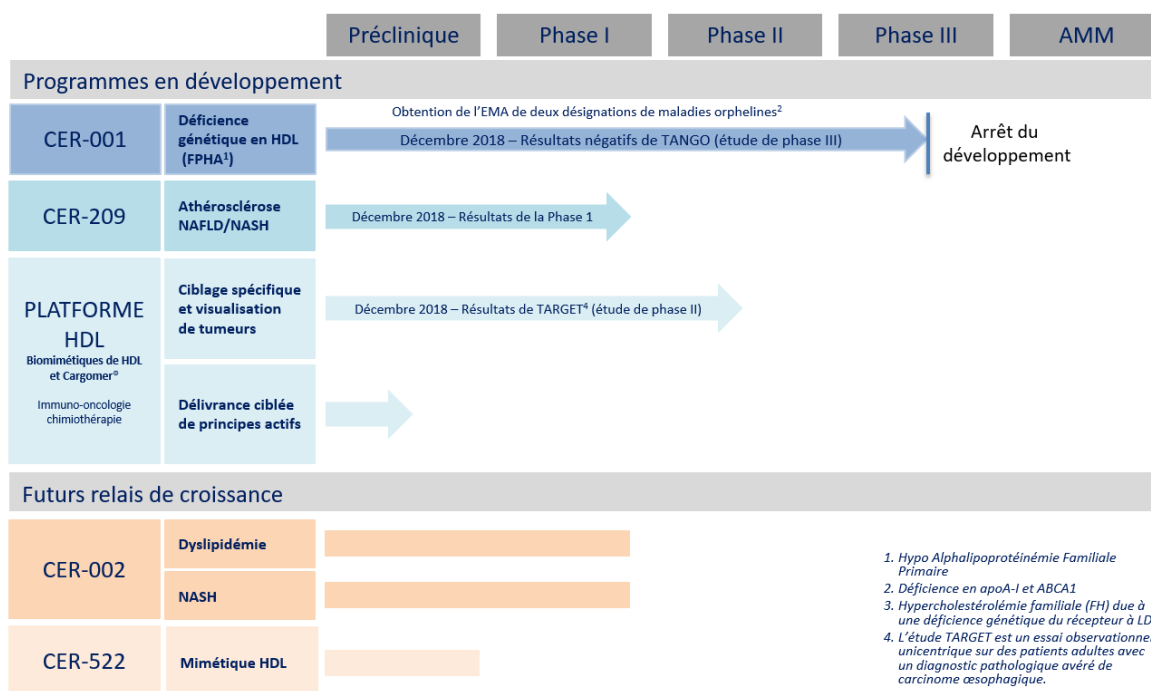 Préclinique Phase I Phase II Phase III AMM
Programmes en développement
CER-001
Déficience
génétique en HDL
(FPHA¹)
Obtention de l'EMA de deux désignations de maladies orphelines²
Décembre 2018 – Résultats négatifs de TANGO (étude de phase III)
Arrêt du
développement
CER-209
Athérosclérose
NAFLD/NASH
Décembre 2018 – Résultats de la Phase 1
PLATFORME
HDL
Biomimétiques de HDL
et Cargomer®
Immuno-oncologie
chimiothérapie
Ciblage spécifique
et visualisation
de tumeurs
Décembre 2018 – Résultats de TARGET⁴ (étude de phase II)
Délivrance ciblée
de principes actifs
Futurs relais de croissance
CER-002
Dyslipidémie
NASH
CER-522
Mimétique HDL
1. Hypo Alphalipoprotéinémie Familiale
Primaire
2. Déficience en apoA-I et ABCA1
3. Hypercholestérolémie familiale (FH) due à
une déficience génétique du récepteur à LD
4. L'étude TARGET est un essai observationne
unicentrique sur des patients adultes avec
un diagnostic pathologique avéré de
carcinome œsophagique.